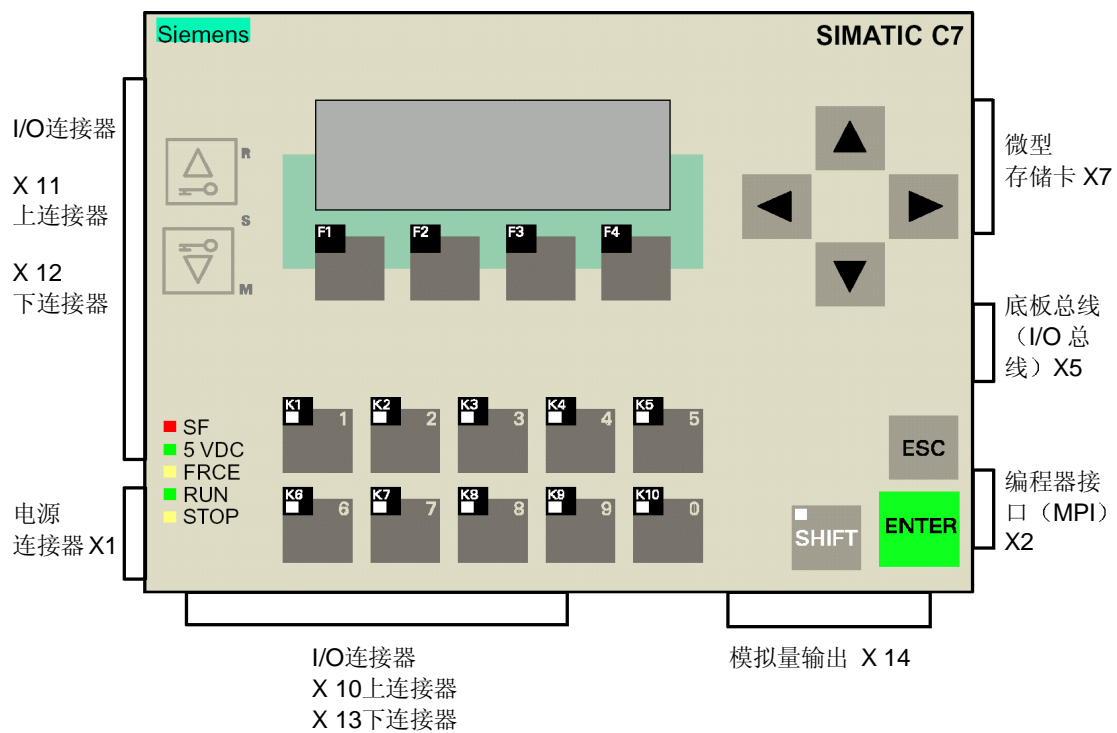 Siemens
SIMATIC C7
I/O连接器
X 11
上连接器
X 12
下连接器
R
S
M
F1
F2
F3
F4
微型
存储卡 X7
底板总线
（I/O 总
线）X5
K1
1
K2
2
K3
3
K4
4
K5
5
SF
5 VDC
FRCE
RUN
STOP
K6
6
K7
7
K8
8
K9
9
K10
0
ESC
SHIFT
ENTER
编程器接
口（MPI）
X2
电源
连接器 X1
I/O连接器
X 10上连接器
X 13下连接器
模拟量输出 X 14